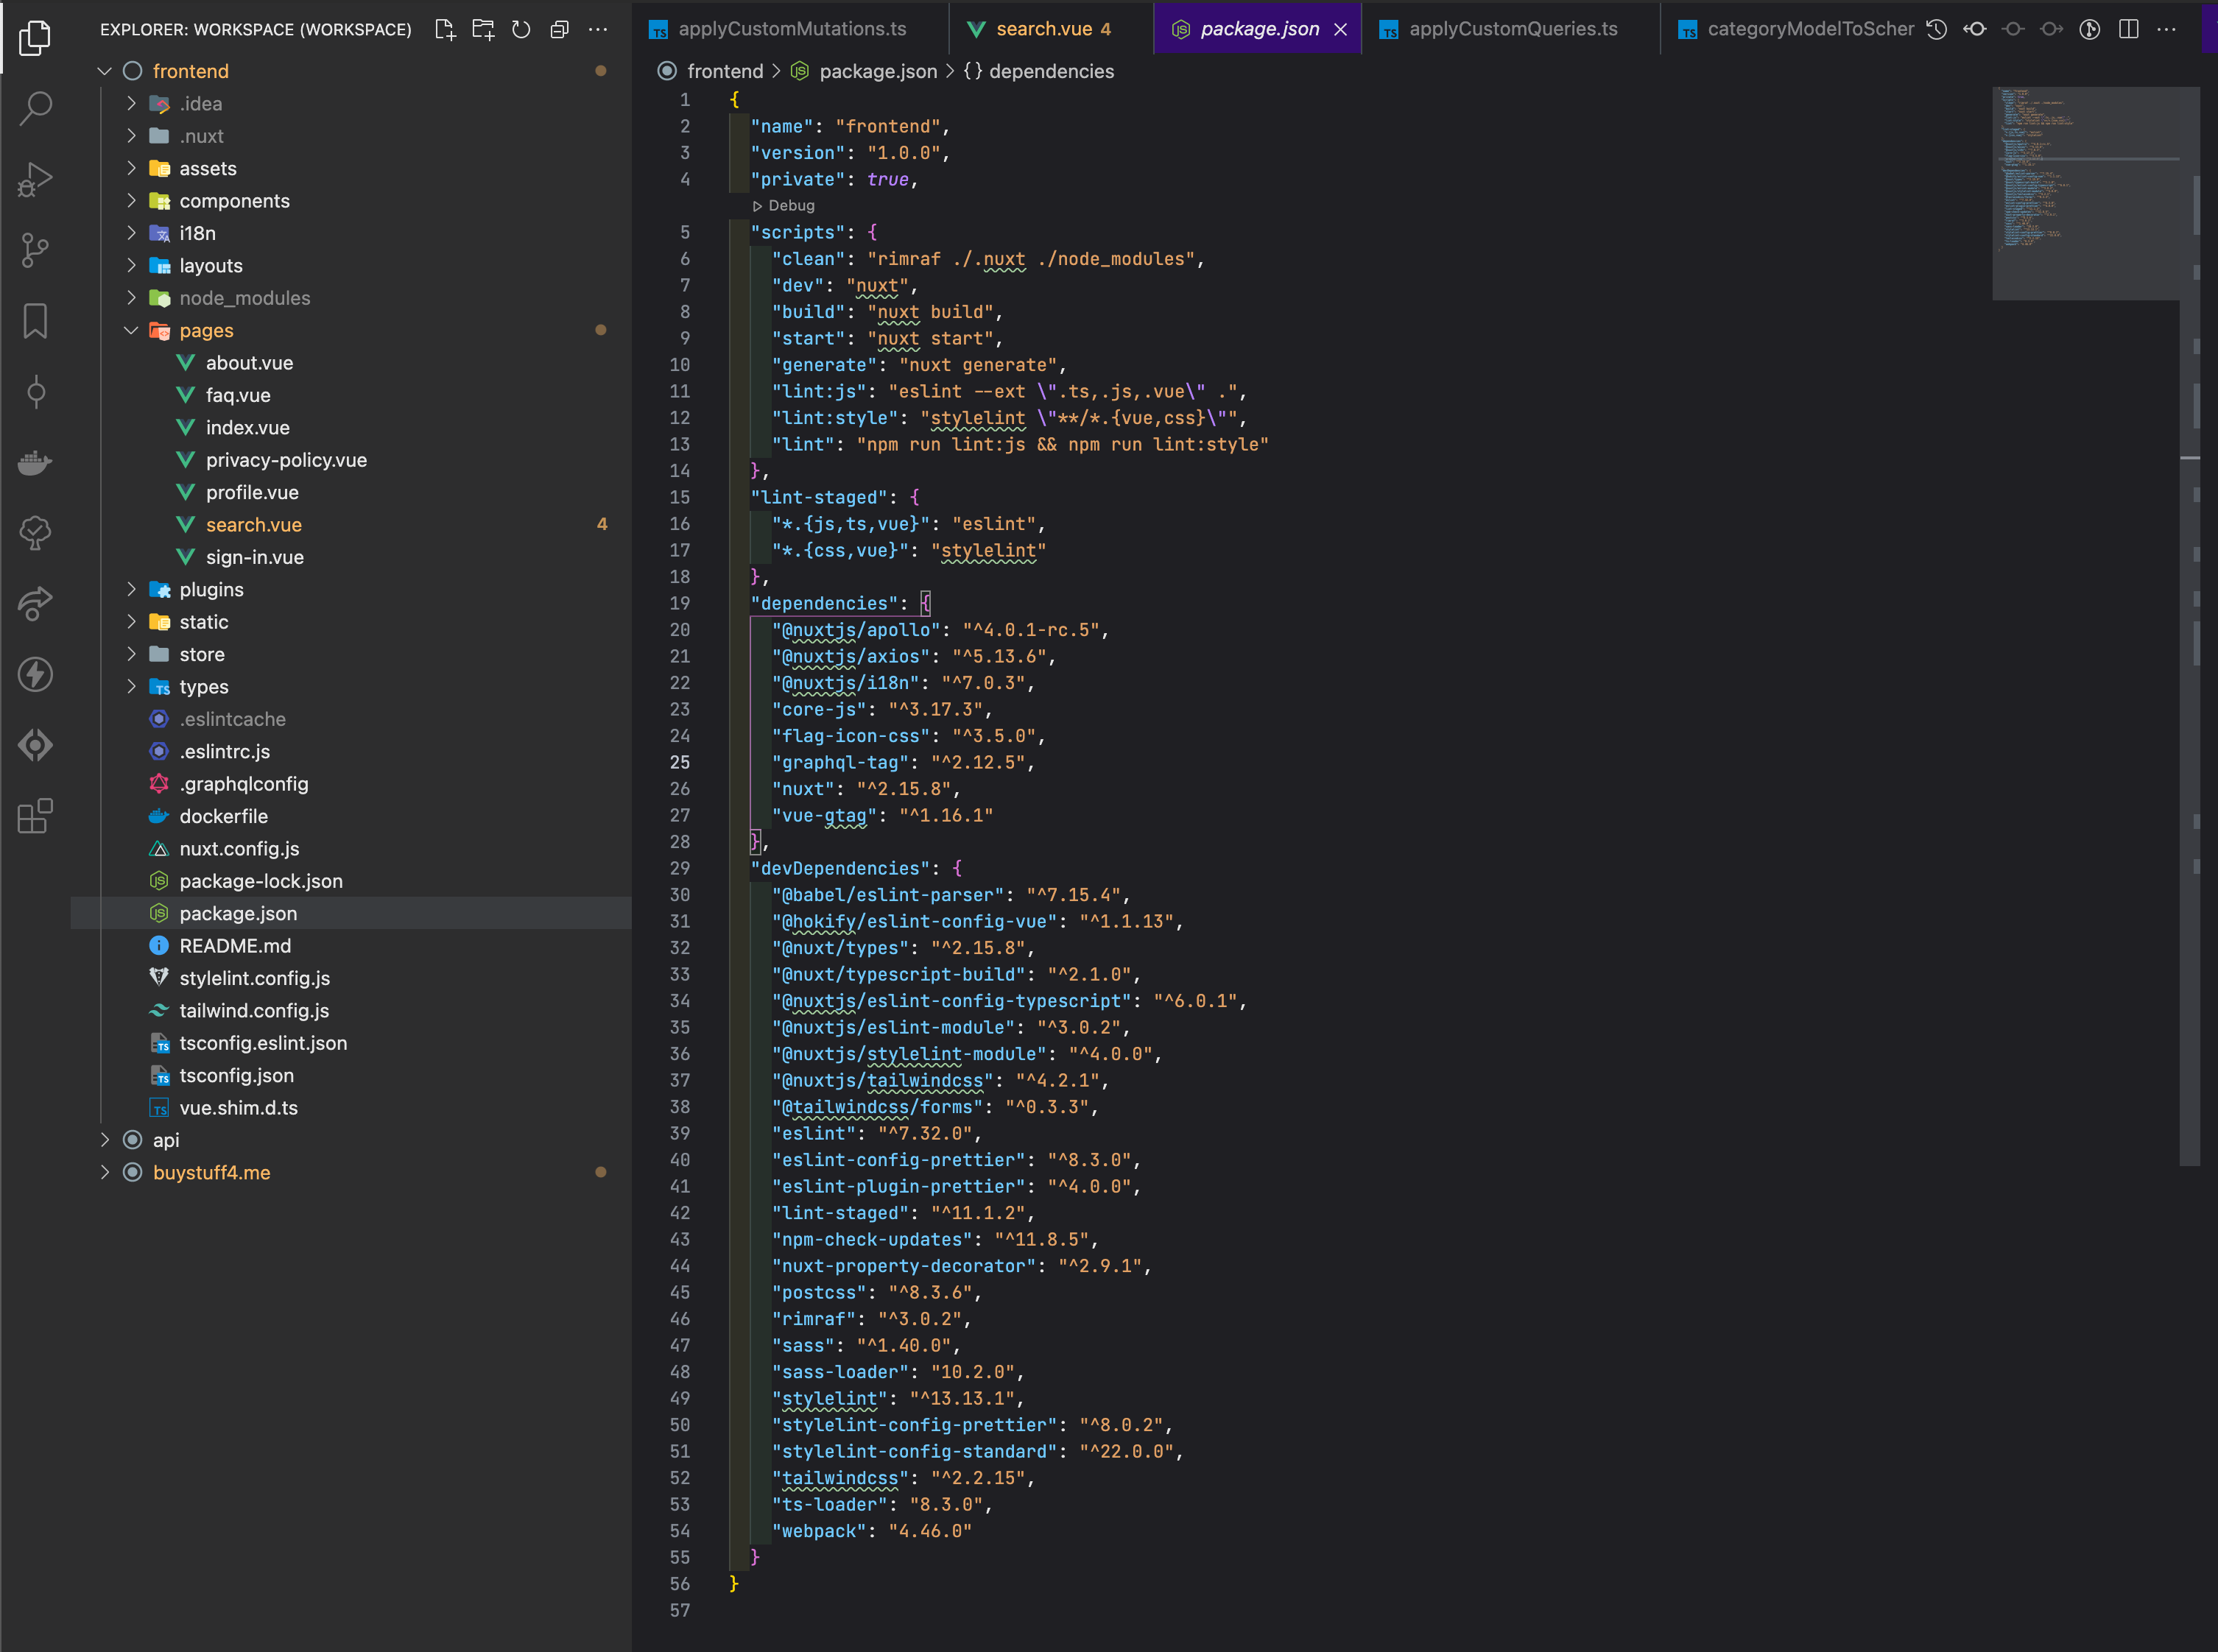 EXPLORER: WORKSPACE (WORKSPACE)
frontend
.idea
.nuxt
assets
components
i18n
layouts
node_modules
pages
about.vue
faq.vue
index.vue
privacy-policy.vue
profile.vue
search.vue 4
sign-in.vue
plugins
static
store
types
.eslintcache
.eslintrc.js
.graphqlconfig
dockerfile
nuxt.config.js
package-lock.json
package.json
README.md
stylelint.config.js
tailwind.config.js
tsconfig.eslint.json
tsconfig.json
vue.shim.d.ts
api
buystuff4.me
applyCustomMutations.ts search.vue 4 package.json applyCustomQueries.ts categoryModelToScher
frontend > package.json > {} dependencies
1 {
2 "name": "frontend",
3 "version": "1.0.0",
4 "private": true,
Debug
5 "scripts": {
6 "clean": "rimraf ./.nuxt ./node_modules",
7 "dev": "nuxt",
8 "build": "nuxt build",
9 "start": "nuxt start",
10 "generate": "nuxt generate",
11 "lint:js": "eslint --ext \".ts,.js,.vue\" .",
12 "lint:style": "stylelint \"**/*.{vue,css}\"",
13 "lint": "npm run lint:js && npm run lint:style"
14 },
15 "lint-staged": {
16 "*.{js,ts,vue}": "eslint",
17 "*.{css,vue}": "stylelint"
18 },
19 "dependencies": {
20 "@nuxtjs/apollo": "^4.0.1-rc.5",
21 "@nuxtjs/axios": "^5.13.6",
22 "@nuxtjs/i18n": "^7.0.3",
23 "core-js": "^3.17.3",
24 "flag-icon-css": "^3.5.0",
25 "graphql-tag": "^2.12.5",
26 "nuxt": "^2.15.8",
27 "vue-gtag": "^1.16.1"
28 },
29 "devDependencies": {
30 "@babel/eslint-parser": "^7.15.4",
31 "@hokify/eslint-config-vue": "^1.1.13",
32 "@nuxt/types": "^2.15.8",
33 "@nuxt/typescript-build": "^2.1.0",
34 "@nuxtjs/eslint-config-typescript": "^6.0.1",
35 "@nuxtjs/eslint-module": "^3.0.2",
36 "@nuxtjs/stylelint-module": "^4.0.0",
37 "@nuxtjs/tailwindcss": "^4.2.1",
38 "@tailwindcss/forms": "^0.3.3",
39 "eslint": "^7.32.0",
40 "eslint-config-prettier": "^8.3.0",
41 "eslint-plugin-prettier": "^4.0.0",
42 "lint-staged": "^11.1.2",
43 "npm-check-updates": "^11.8.5",
44 "nuxt-property-decorator": "^2.9.1",
45 "postcss": "^8.3.6",
46 "rimraf": "^3.0.2",
47 "sass": "^1.40.0",
48 "sass-loader": "10.2.0",
49 "stylelint": "^13.13.1",
50 "stylelint-config-prettier": "^8.0.2",
51 "stylelint-config-standard": "^22.0.0",
52 "tailwindcss": "^2.2.15",
53 "ts-loader": "8.3.0",
54 "webpack": "4.46.0"
55 }
56 }
57